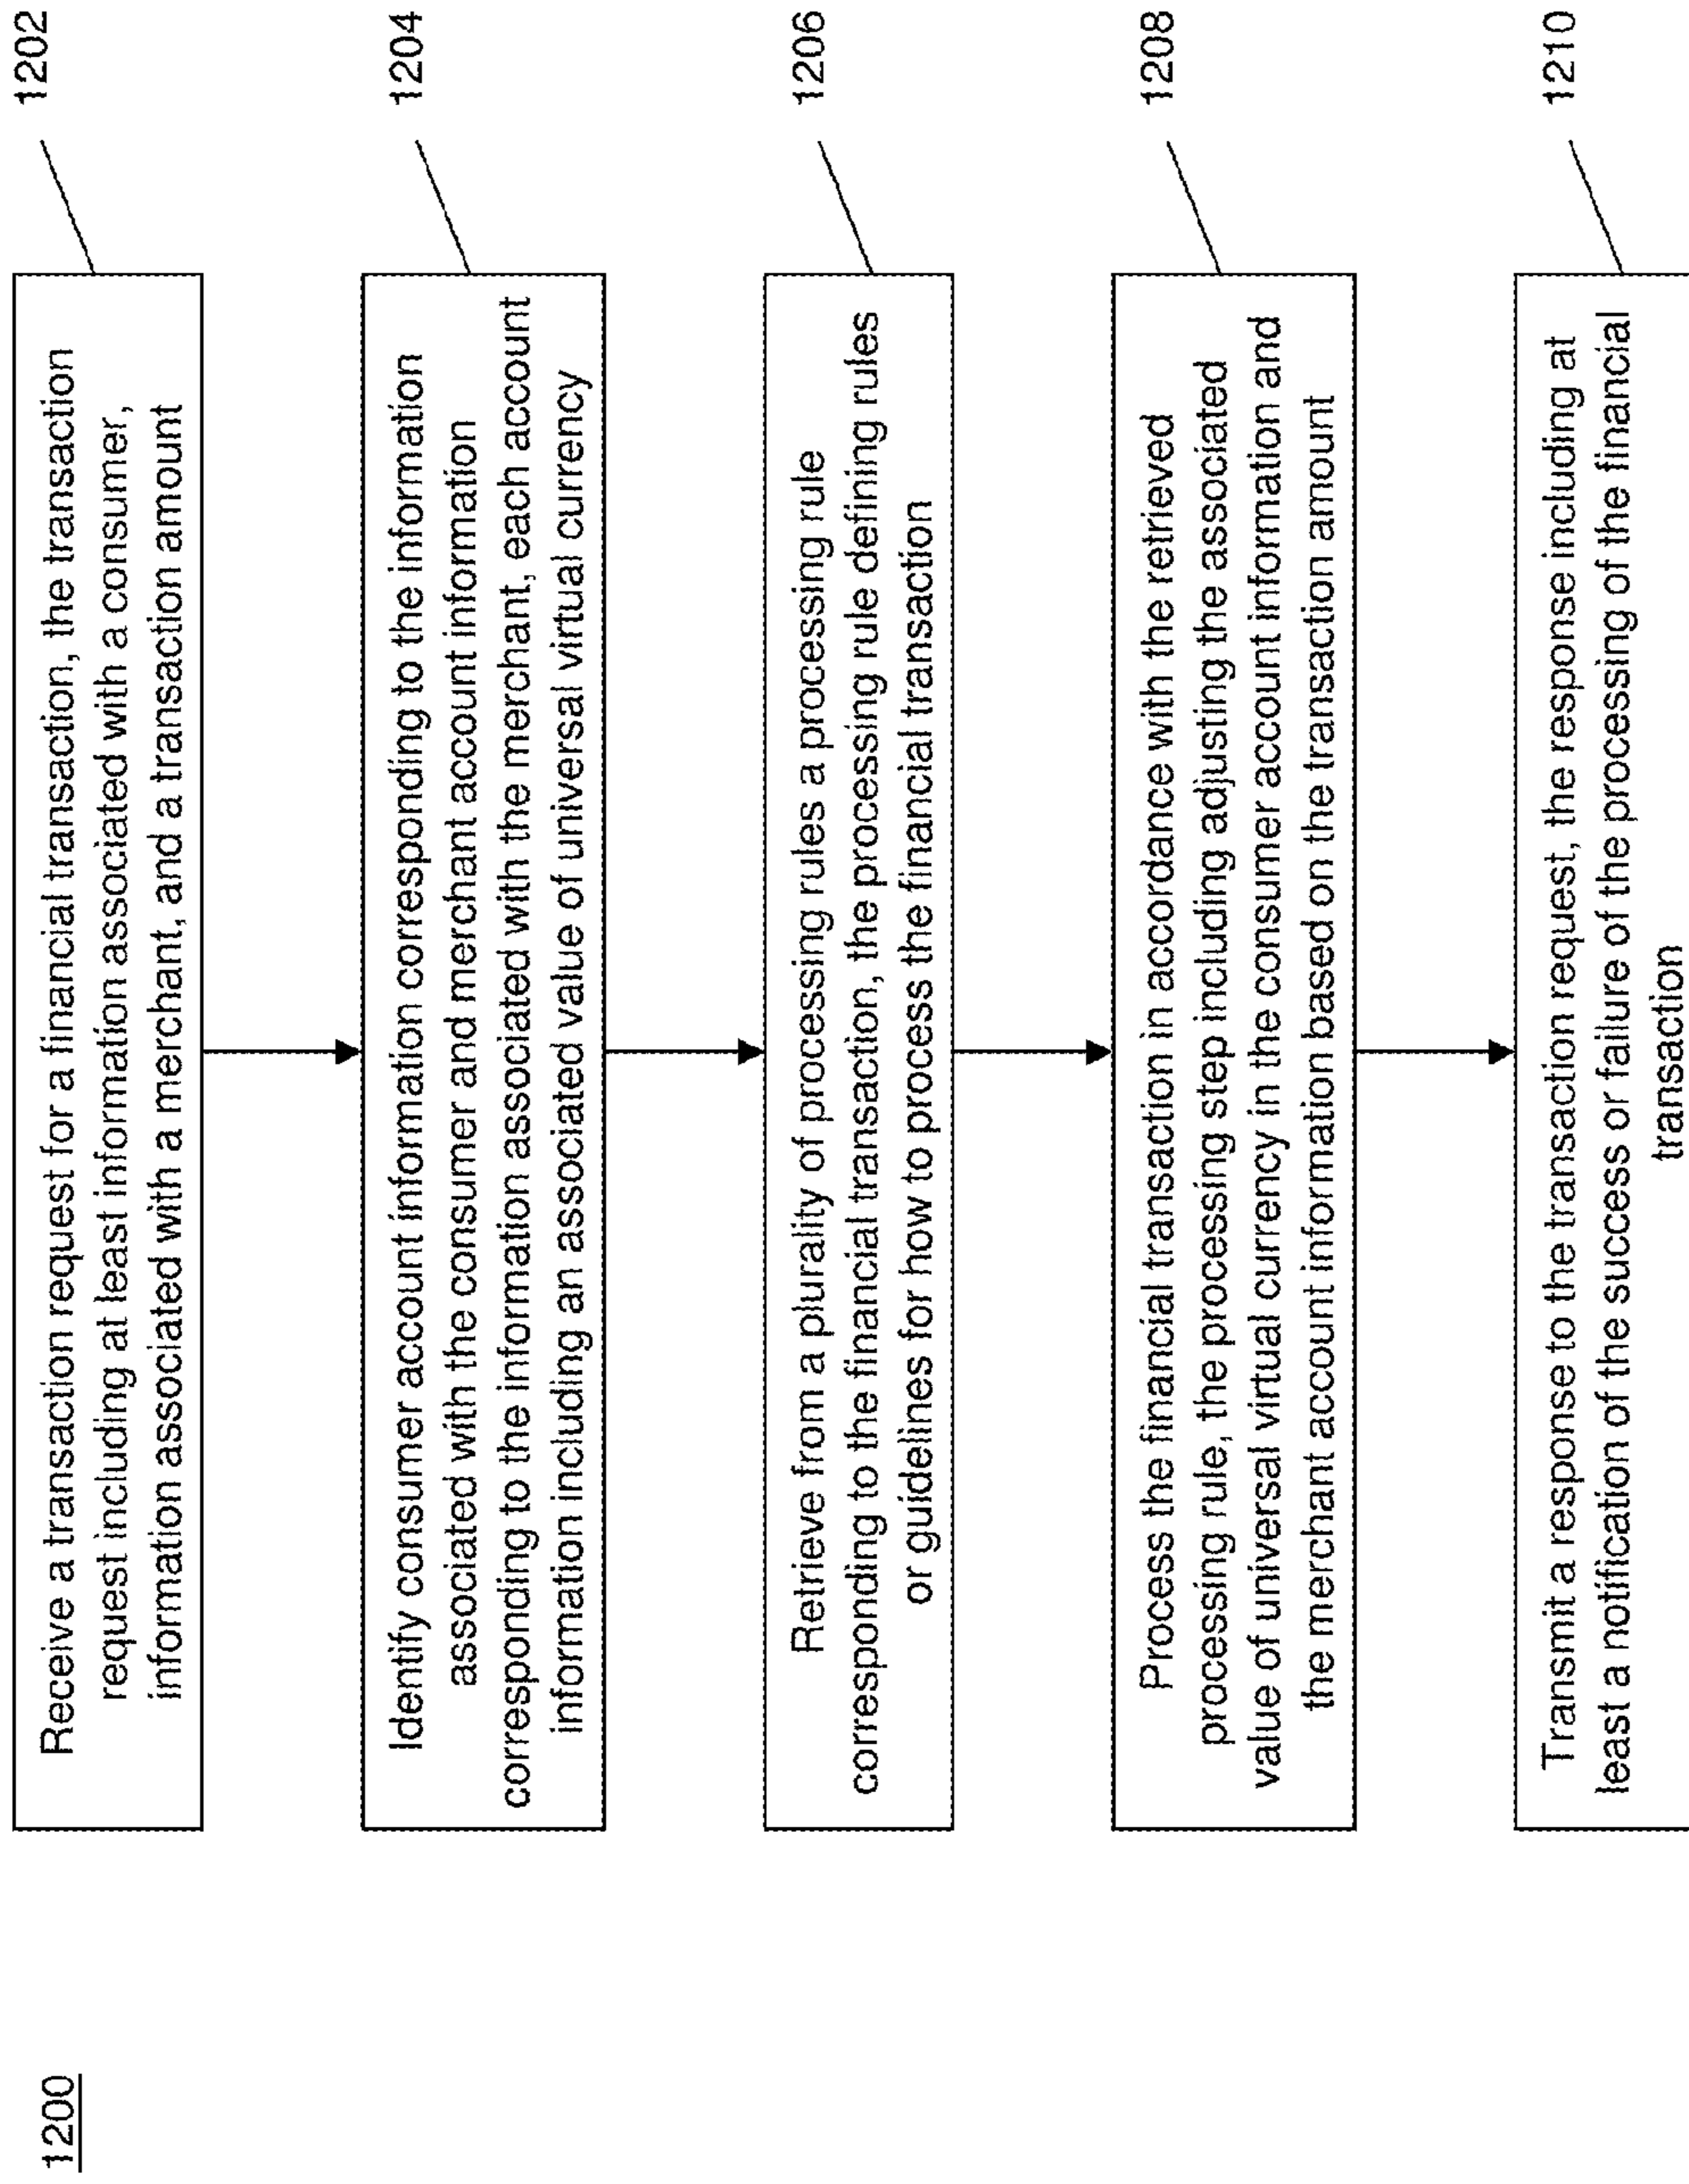 1200
Receive a transaction request for a financial transaction, the transaction
request including at least information associated with a consumer,
information associated with a merchant, and a transaction amount
1202
Identify consumer account information corresponding to the information
associated with the consumer and merchant account information
corresponding to the information associated with the merchant, each account
information including an associated value of universal virtual currency
1204
Retrieve from a plurality of processing rules a processing rule
corresponding to the financial transaction, the processing rule defining rules
or guidelines for how to process the financial transaction
1206
Process the financial transaction in accordance with the retrieved
processing rule, the processing step including adjusting the associated
value of universal virtual currency in the consumer account information and
the merchant account information based on the transaction amount
1208
Transmit a response to the transaction request, the response including at
least a notification of the success or failure of the processing of the financial
transaction
1210